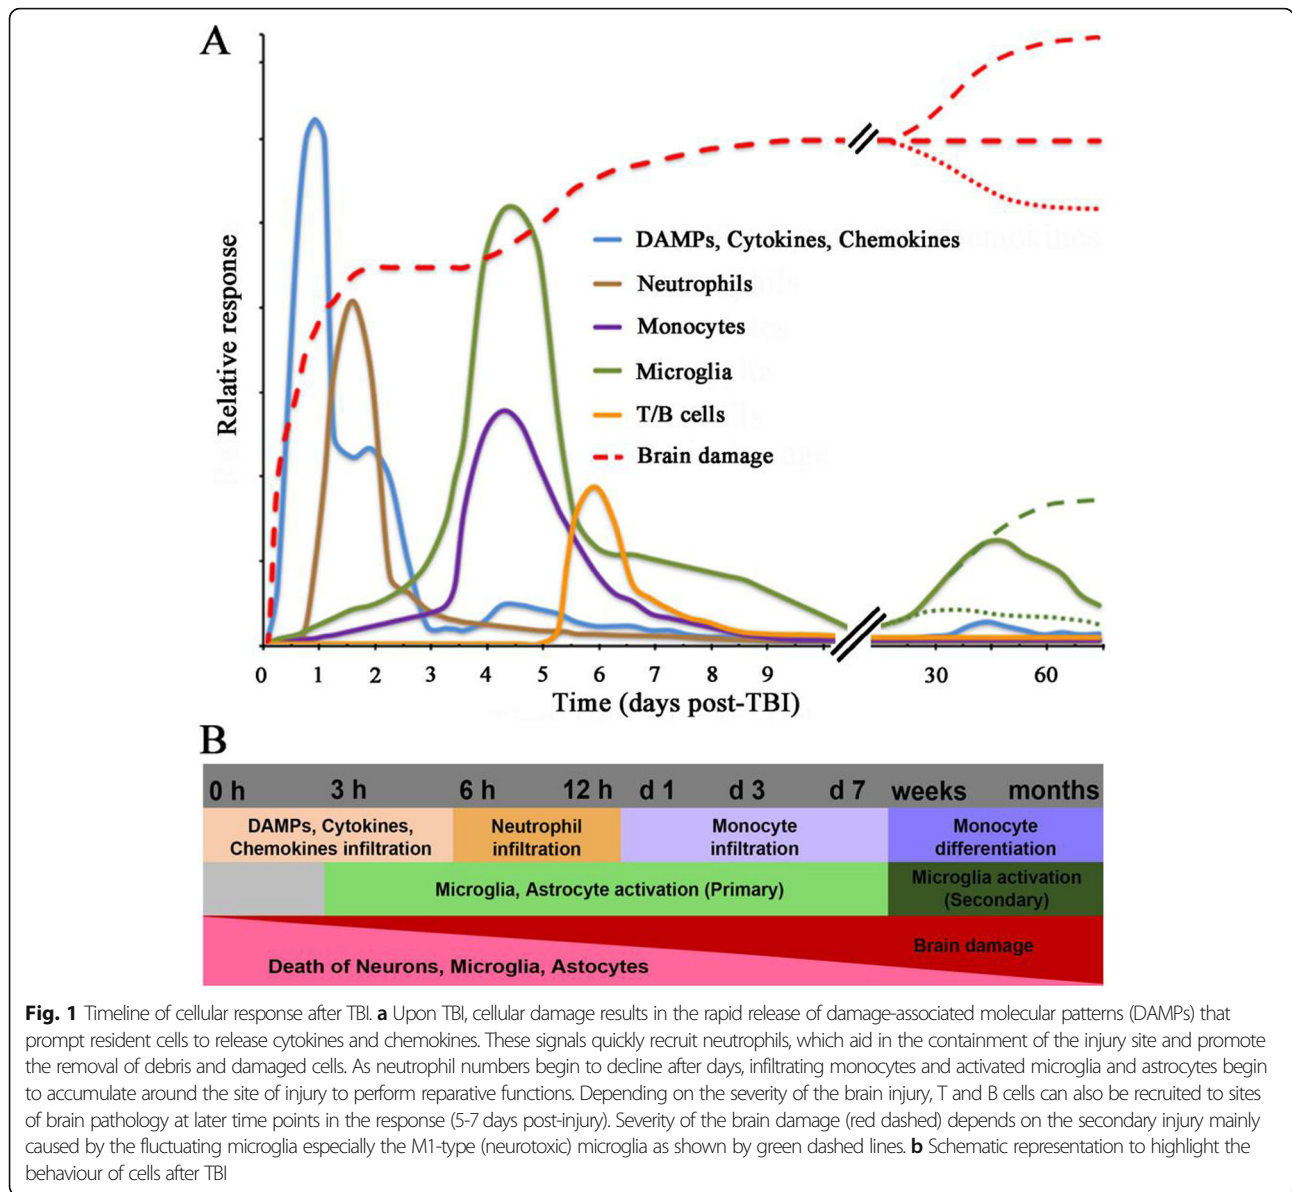 A
Relative response
DAMPs, Cytokines, Chemokines
Neutrophils
Monocytes
Microglia
T/B cells
Brain damage
0 1 2 3 4 5 6 7 8 9 30 60
Time (days post-TBI)
B
0 h 3 h 6 h 12 h d 1 d 3 d 7 weeks months
DAMPs, Cytokines,
Chemokines infiltration
Neutrophil
infiltration
Monocyte
infiltration
Monocyte
differentiation
Microglia, Astrocyte activation (Primary)
Microglia activation
(Secondary)
Brain damage
Death of Neurons, Microglia, Astocytes
Fig. 1 Timeline of cellular response after TBI. a Upon TBI, cellular damage results in the rapid release of damage-associated molecular patterns (DAMPs) that
prompt resident cells to release cytokines and chemokines. These signals quickly recruit neutrophils, which aid in the containment of the injury site and promote
the removal of debris and damaged cells. As neutrophil numbers begin to decline after days, infiltrating monocytes and activated microglia and astrocytes begin
to accumulate around the site of injury to perform reparative functions. Depending on the severity of the brain injury, T and B cells can also be recruited to sites
of brain pathology at later time points in the response (5-7 days post-injury). Severity of the brain damage (red dashed) depends on the secondary injury mainly
caused by the fluctuating microglia especially the M1-type (neurotoxic) microglia as shown by green dashed lines. b Schematic representation to highlight the
behaviour of cells after TBI